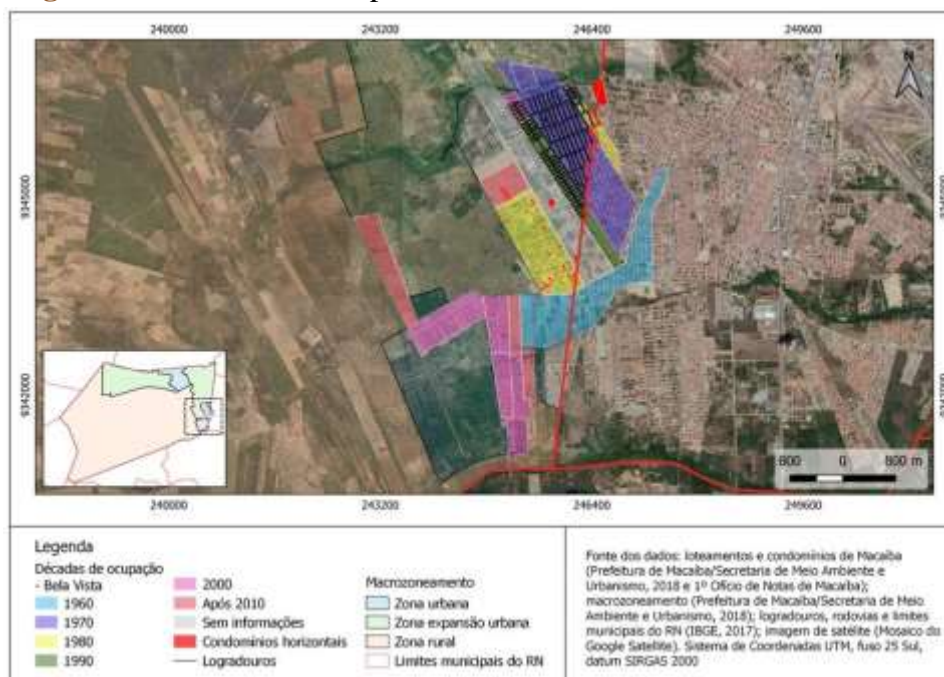 240000 243200 246400 249600
N
9345000 9345000
9342000 9342000
800 0 800 m
240000 243200 246400 249600
Legenda
Décadas de ocupação
- Bela Vista
1960
1970
1980
1990
2000
Após 2010
Sem informações
Condomínios horizontais
Logradouros
Macrozoneamento
Zona urbana
Zona expansão urbana
Zona rural
Limites municipais do RN
Fonte dos dados: loteamentos e condomínios de Macaíba
(Prefeitura de Macaíba/Secretaria de Meio Ambiente e
Urbanismo, 2018 e 1º Ofício de Notas de Macaíba);
macrozoneamento (Prefeitura de Macaíba/Secretaria de Meio
Ambiente e Urbanismo, 2018); logradouros, rodovias e limites
municipais do RN (IBGE, 2017); imagem de satélite (Mosaico do
Google Satellite). Sistema de Coordenadas UTM, fuso 25 Sul,
datum SIRGAS 2000